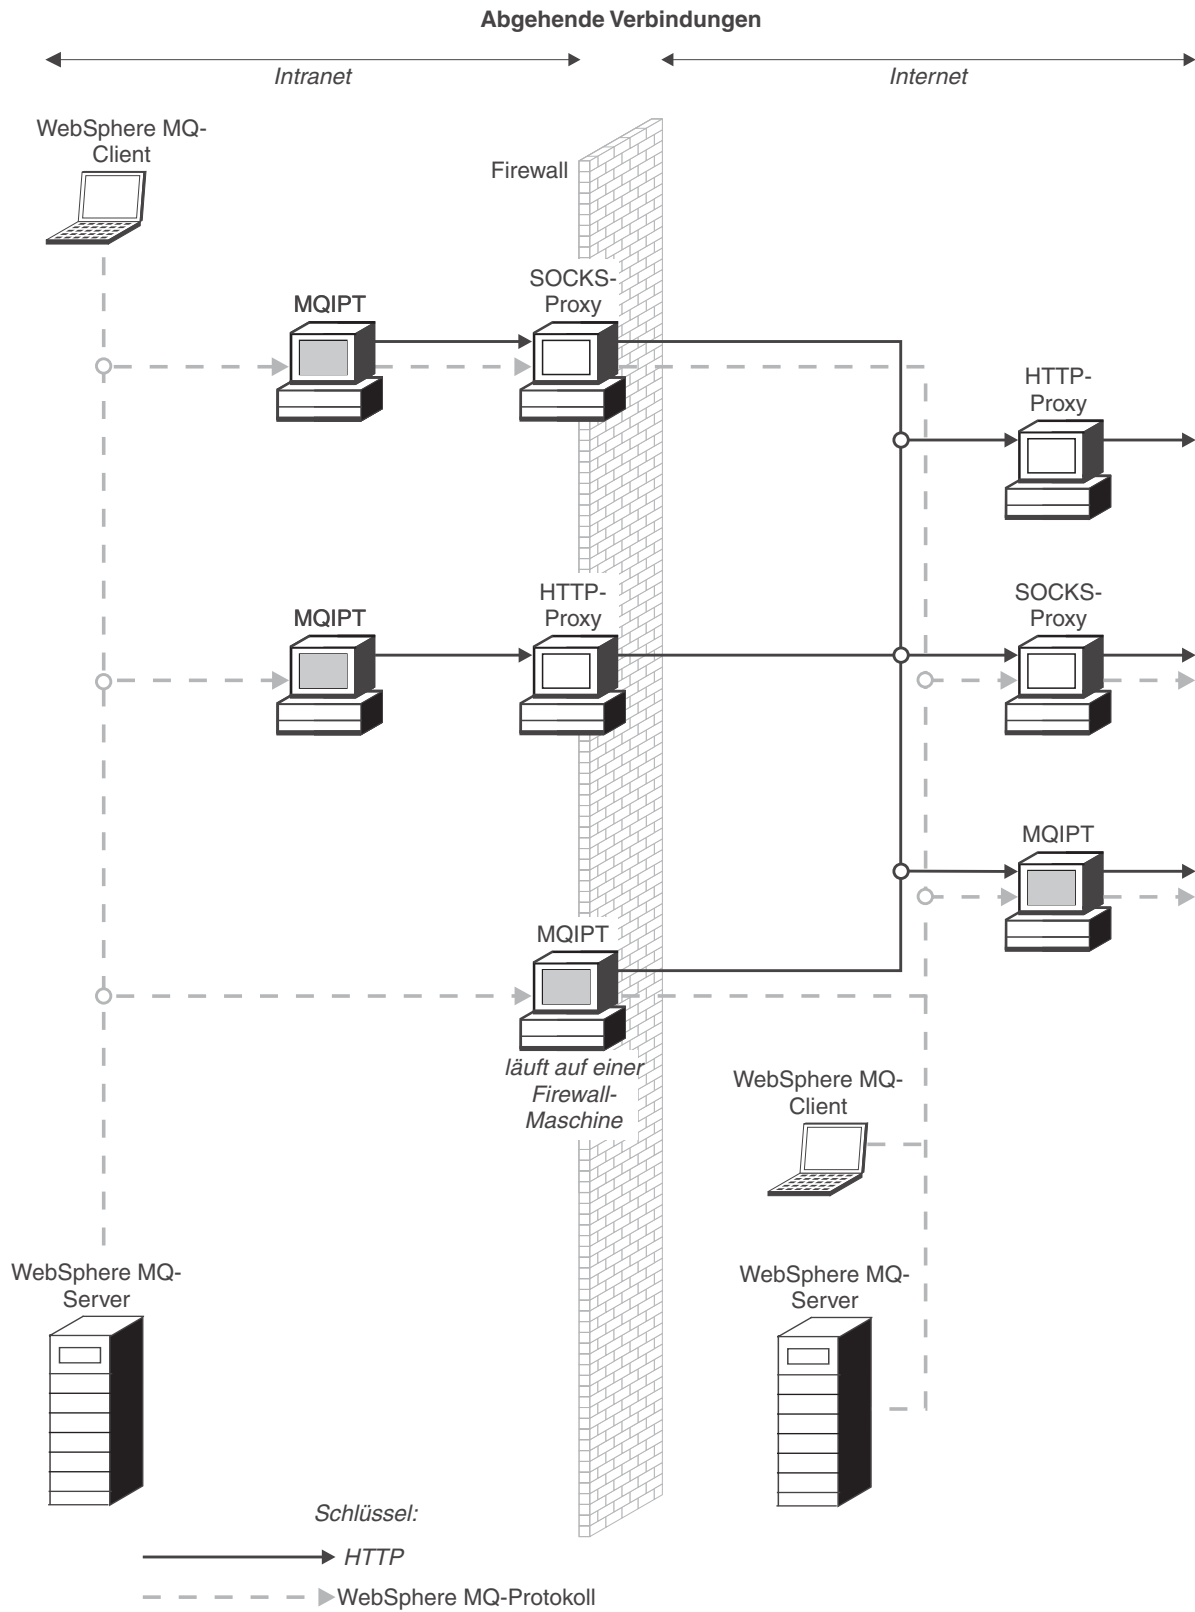 Abgehende Verbindungen
Intranet
Internet
WebSphere MQ-
Client
Firewall
SOCKS-
Proxy
MQIPT
HTTP-
Proxy
HTTP-
Proxy
MQIPT
SOCKS-
Proxy
MQIPT
MQIPT
läuft auf einer
Firewall-
Maschine
WebSphere MQ-
Client
WebSphere MQ-
Server
WebSphere MQ-
Server
Schlüssel:
HTTP
WebSphere MQ-Protokoll